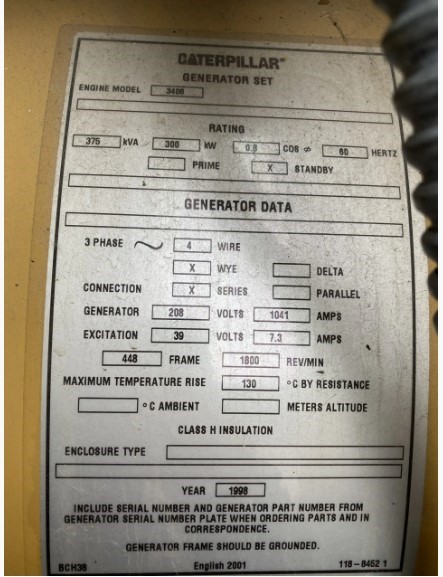 CATERPILLAR®
GENERATOR SET
ENGINE MODEL 3406
RATING
375 kVA 300 kW 0.8 COS ø 60 HERTZ
PRIME X STANDBY
GENERATOR DATA
3 PHASE ~ 4 WIRE
X WYE DELTA
CONNECTION X SERIES PARALLEL
GENERATOR 208 VOLTS 1041 AMPS
EXCITATION 39 VOLTS 7.3 AMPS
448 FRAME 1800 REV/MIN
MAXIMUM TEMPERATURE RISE 130 °C BY RESISTANCE
°C AMBIENT METERS ALTITUDE
CLASS H INSULATION
ENCLOSURE TYPE
YEAR 1998
INCLUDE SERIAL NUMBER AND GENERATOR PART NUMBER FROM
GENERATOR SERIAL NUMBER PLATE WHEN ORDERING PARTS AND IN
CORRESPONDENCE.
GENERATOR FRAME SHOULD BE GROUNDED.
BCH36 English 2001 118-8452 1